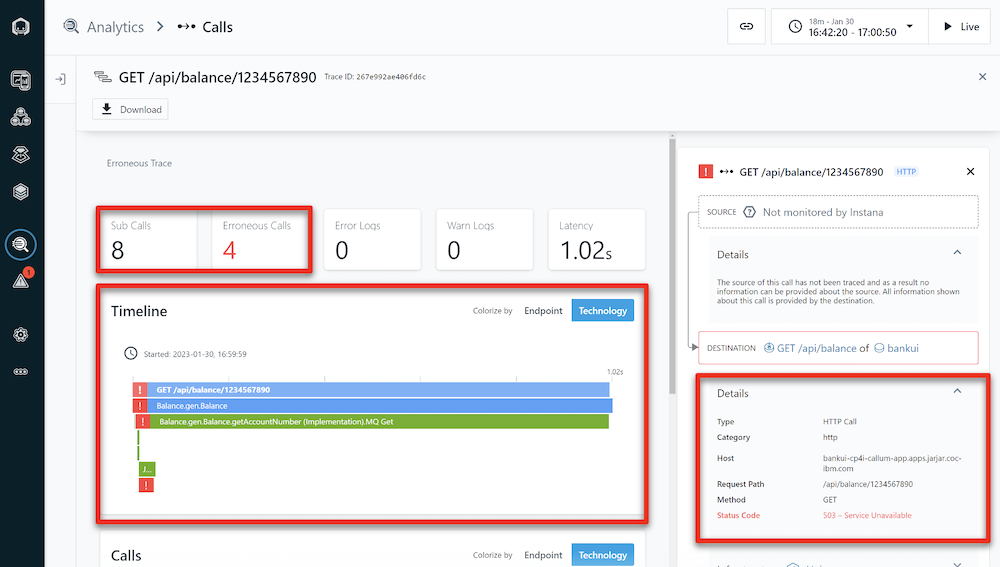 Analytics > Calls
18m - Jan 30
16:42:20 - 17:00:50
Live
GET /api/balance/1234567890 Trace ID: 267e992ae406fd6c
Download
Erroneous Trace
Sub Calls
8
Erroneous Calls
4
Error Logs
0
Warn Logs
0
Latency
1.02s
Timeline
Colorize by Endpoint Technology
Started: 2023-01-30, 16:59:59
1.02s
! GET /api/balance/1234567890
! Balance.gen.Balance
! Balance.gen.Balance.getAccountNumber (Implementation).MQ Get
J...
!
Calls
Colorize by Endpoint Technology
! GET /api/balance/1234567890 HTTP
SOURCE ? Not monitored by Instana
Details
The source of this call has not been traced and as a result no
information can be provided about the source. All information shown
about this call is provided by the destination.
DESTINATION GET /api/balance of bankui
Details
Type HTTP Call
Category http
Host bankui-cp4i-callum-app.apps.jarjar.coc-
ibm.com
Request Path /api/balance/1234567890
Method GET
Status Code 503 – Service Unavailable
1